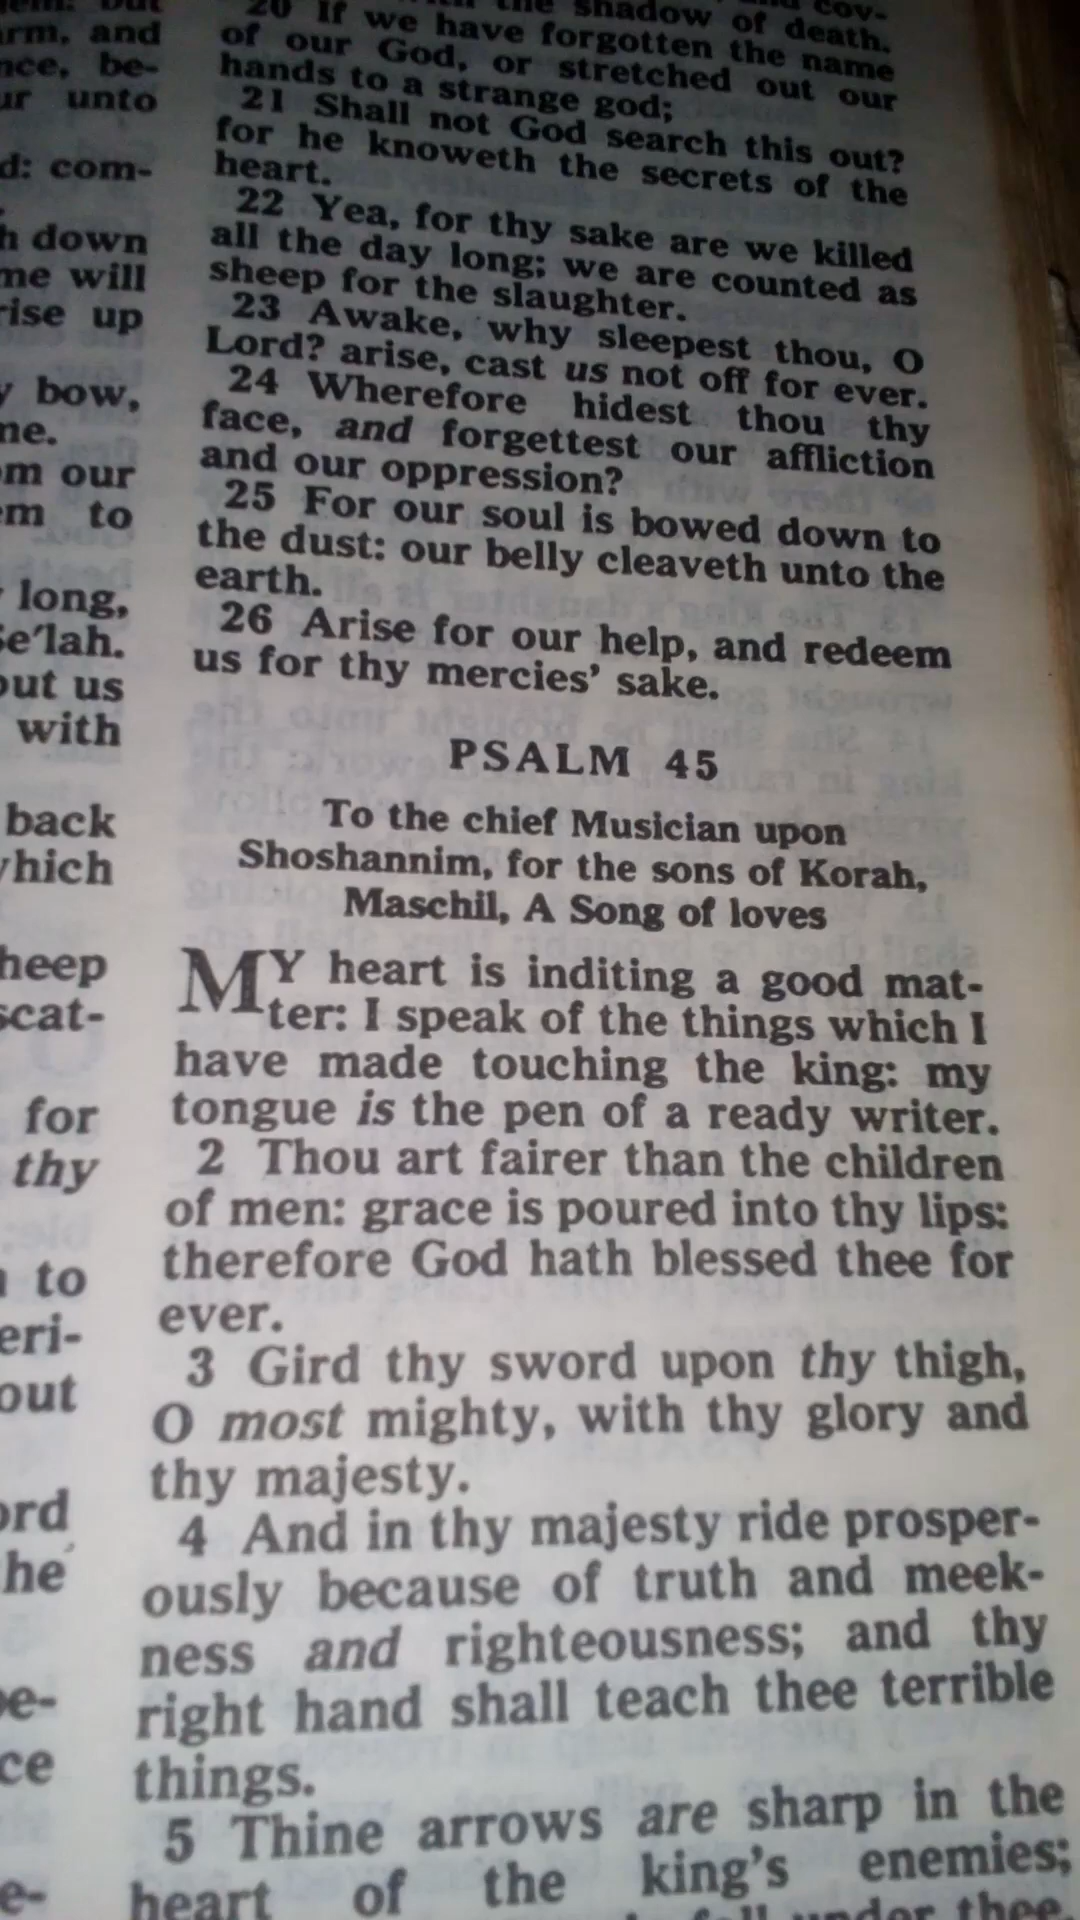 rm, and
nce, be-
ur unto
d: com-
h down
me will
rise up
bow,
me.
om our
em to
long,
Se'lah.
out us
with
back
which
heep
scat-
for
thy
to
eri-
out
ord
he
be-
ce
e-
the shadow of death.
20 If we have forgotten the name
of our God, or stretched out our
hands to a strange god;
21 Shall not God search this out?
for he knoweth the secrets of the
heart.
22 Yea, for thy sake are we killed
all the day long; we are counted as
sheep for the slaughter.
23 Awake, why sleepest thou, O
Lord? arise, cast us not off for ever.
24 Wherefore hidest thou thy
face, and forgettest our affliction
and our oppression?
25 For our soul is bowed down to
the dust: our belly cleaveth unto the
earth.
26 Arise for our help, and redeem
us for thy mercies' sake.
PSALM 45
To the chief Musician upon
Shoshannim, for the sons of Korah,
Maschil, A Song of loves
MY heart is inditing a good mat-
ter: I speak of the things which I
have made touching the king: my
tongue is the pen of a ready writer.
2 Thou art fairer than the children
of men: grace is poured into thy lips:
therefore God hath blessed thee for
ever.
3 Gird thy sword upon thy thigh,
O most mighty, with thy glory and
thy majesty.
4 And in thy majesty ride prosper-
ously because of truth and meek-
ness and righteousness; and thy
right hand shall teach thee terrible
things.
5 Thine arrows are sharp in the
heart of the king's enemies;
under thee.